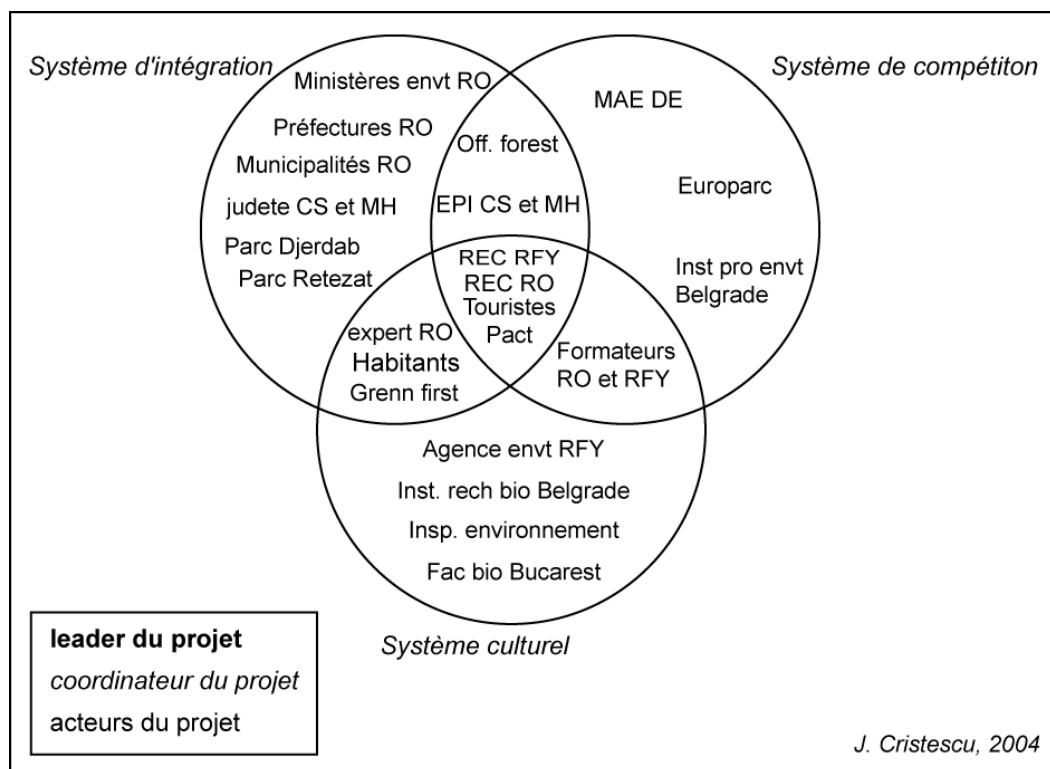 Système d'intégration
Système de compétiton
Ministères envt RO
Préfectures RO
Municipalités RO
judete CS et MH
Parc Djerdab
Parc Retezat
Off. forest
EPI CS et MH
MAE DE
Europarc
Inst pro envt
Belgrade
REC RFY
REC RO
Touristes
Pact
expert RO
Habitants
Grenn first
Formateurs
RO et RFY
Agence envt RFY
Inst. rech bio Belgrade
Insp. environnement
Fac bio Bucarest
Système culturel
leader du projet
coordinateur du projet
acteurs du projet
J. Cristescu, 2004